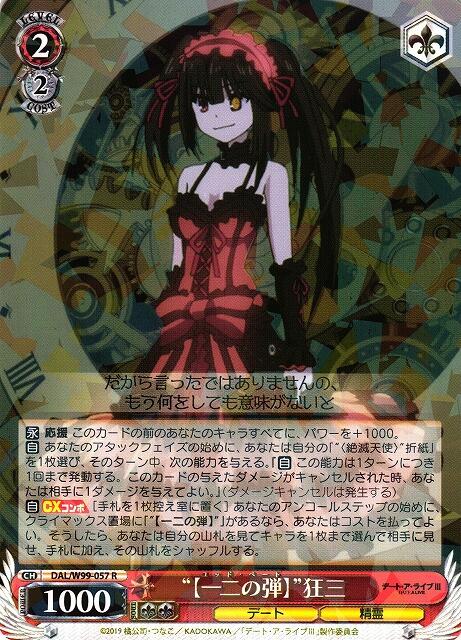 LEVEL
2
2
COST
だから言ったではありませんの、
もう何をしても意味がないと
永 応援 このカードの前のあなたのキャラすべてに、パワーを＋1000。
自 あなたのアタックフェイズの始めに、あなたは自分の「“〈絶滅天使〉”折紙」
を1枚選び、そのターン中、次の能力を与える。『自 この能力は1ターンにつき
1回まで発動する。このカードの与えたダメージがキャンセルされた時、あな
たは相手に1ダメージを与えてよい。』（ダメージキャンセルは発生する）
自 CXコンボ ［手札を1枚控え室に置く］ あなたのアンコールステップの始めに、
クライマックス置場に「“【一二の弾】”」があるなら、あなたはコストを払ってよ
い。そうしたら、あなたは自分の山札を見てキャラを1枚まで選んで相手に見
せ、手札に加え、その山札をシャッフルする。
CH DAL/W99-057 R
POWER
1000
“【一二の弾】”狂三
デート・ア・ライブⅢ
DATE A LIVE
デート
精霊
©2019 橘公司・つなこ／KADOKAWA／「デート・ア・ライブⅢ」製作委員会